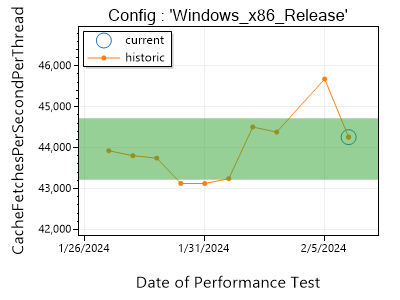 Config : 'Windows_x86_Release'
current
historic
CacheFetchesPerSecondPerThread
46,000
45,000
44,000
43,000
42,000
1/26/2024
1/31/2024
2/5/2024
Date of Performance Test